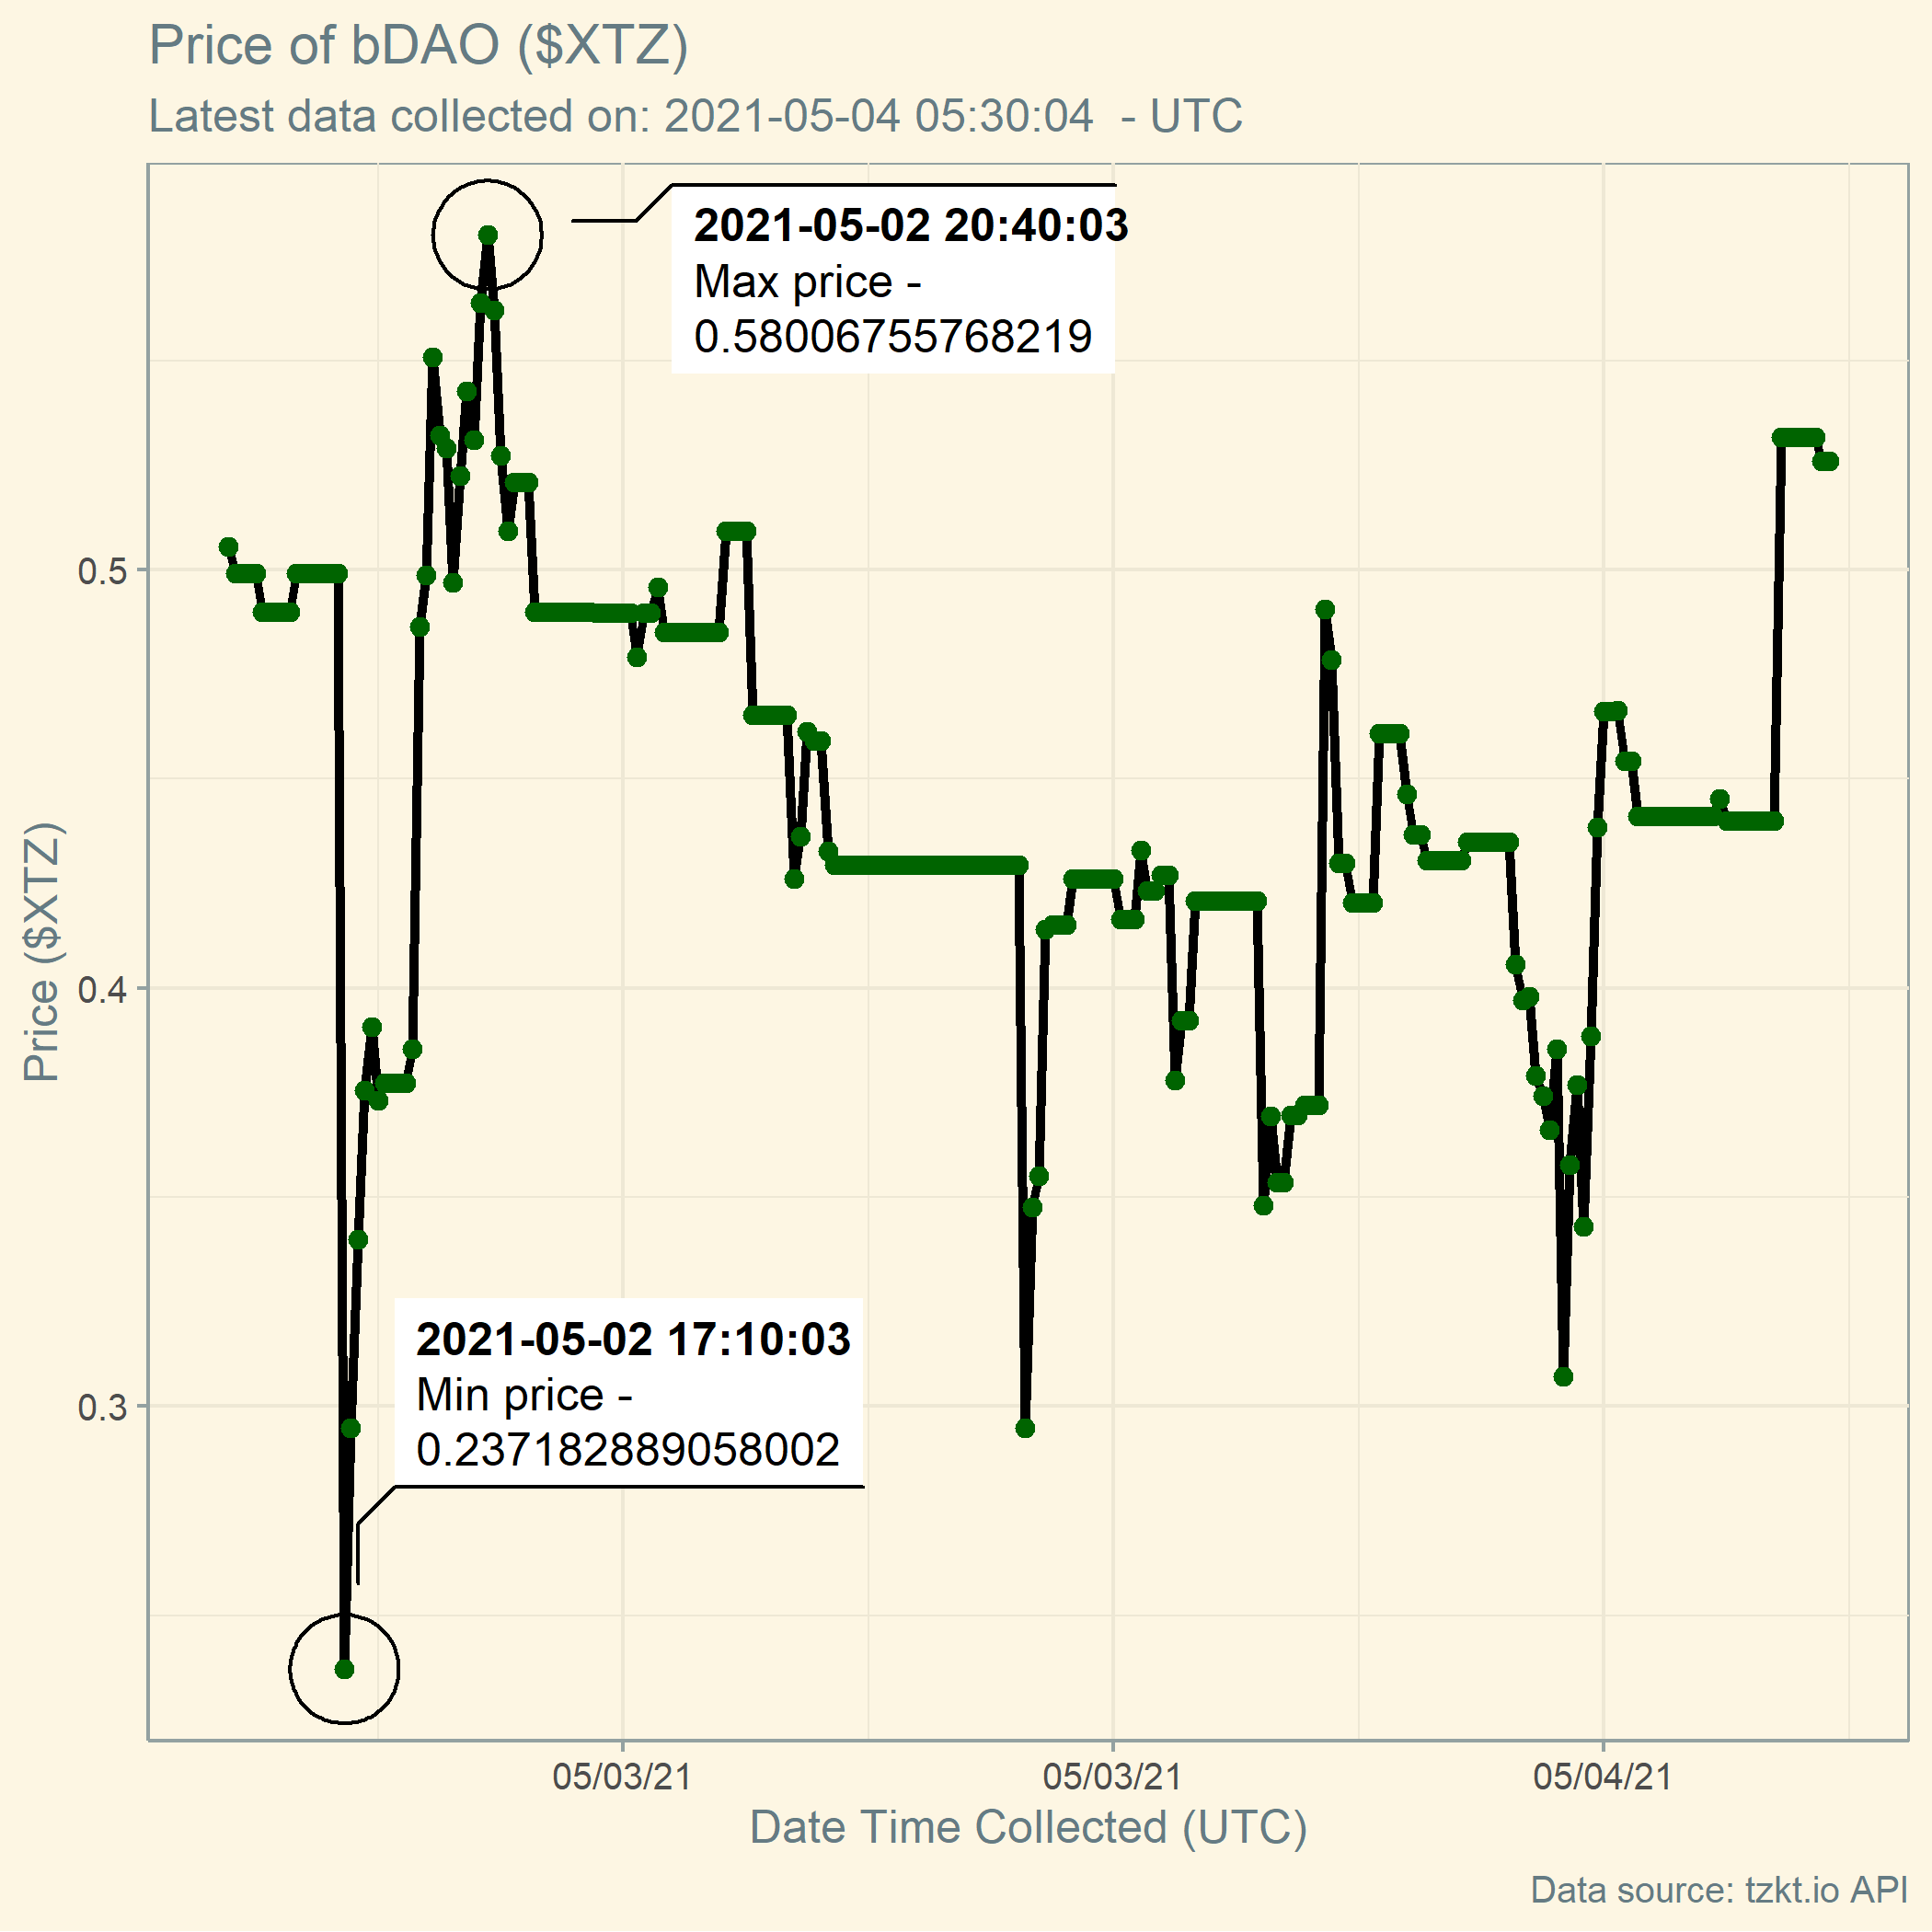 Price of bDAO ($XTZ)
Latest data collected on: 2021-05-04 05:30:04  - UTC
2021-05-02 20:40:03
Max price -
0.58006755768219
0.5
0.4
0.3
Price ($XTZ)
2021-05-02 17:10:03
Min price -
0.237182889058002
05/03/21
05/03/21
05/04/21
Date Time Collected (UTC)
Data source: tzkt.io API